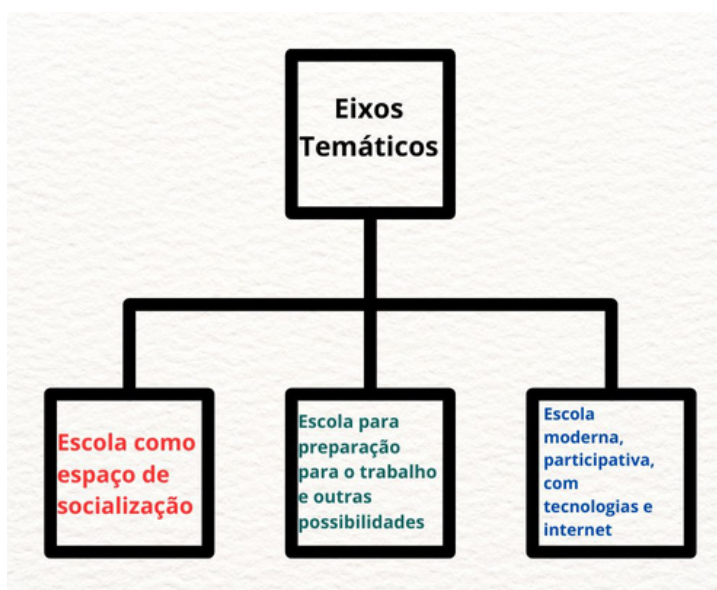 Eixos
Temáticos
Escola como
espaço de
socialização
Escola para
preparação
para o trabalho
e outras
possibilidades
Escola
moderna,
participativa,
com
tecnologias e
internet